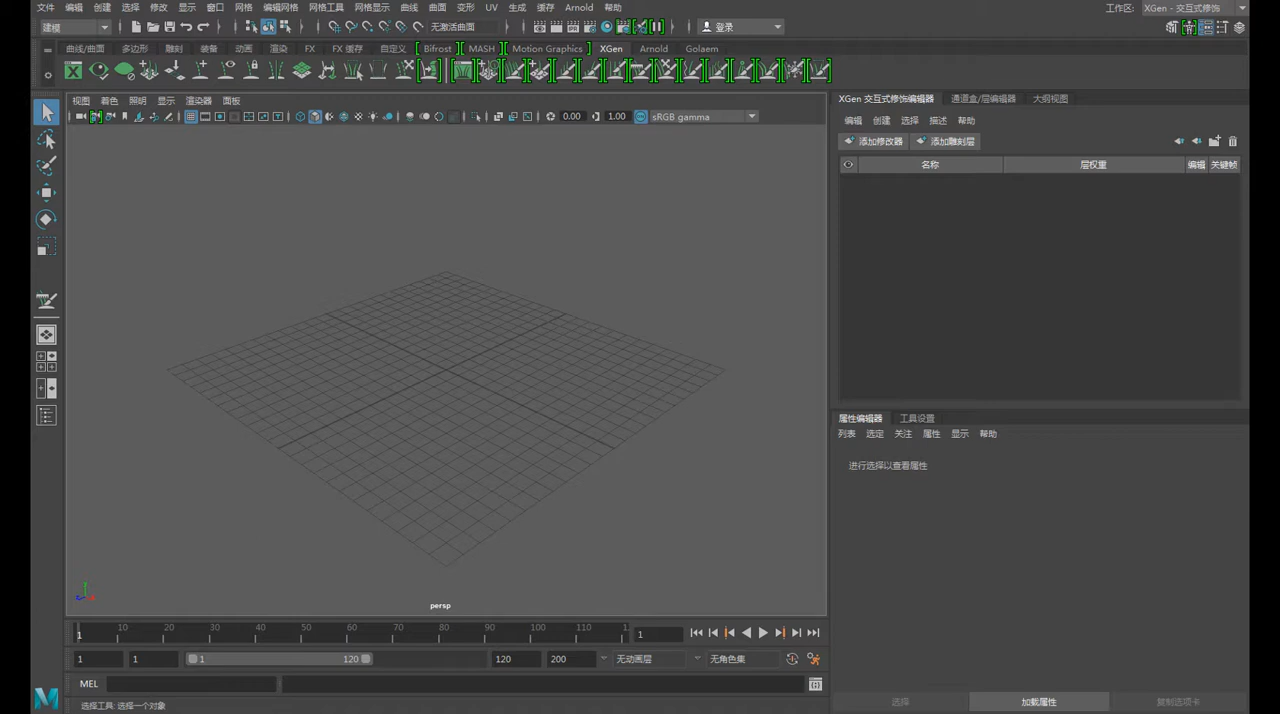 文件 编辑 创建 选择 修改 显示 窗口 网格 编辑网格 网格工具 网格显示 曲线 曲面 变形 UV 生成 缓存 Arnold 帮助 工作区: XGen - 交互式修饰
建模 无激活曲面 登录
曲线/曲面 多边形 雕刻 装备 动画 渲染 FX FX 缓存 自定义 Bifrost MASH Motion Graphics XGen Arnold Golaem
视图 着色 照明 显示 渲染器 面板
0.00 1.00 sRGB gamma
persp
XGen 交互式修饰编辑器 通道盒/层编辑器 大纲视图
编辑 创建 选择 描述 帮助
添加修改器 添加雕刻层
名称 层权重 编辑 关键帧
属性编辑器 工具设置
列表 选定 关注 属性 显示 帮助
进行选择以查看属性
1 10 20 30 40 50 60 70 80 90 100 110 1
1 1 1 120 120 200 无动画层 无角色集
MEL
选择工具: 选择一个对象
选择 加载属性 复制选项卡